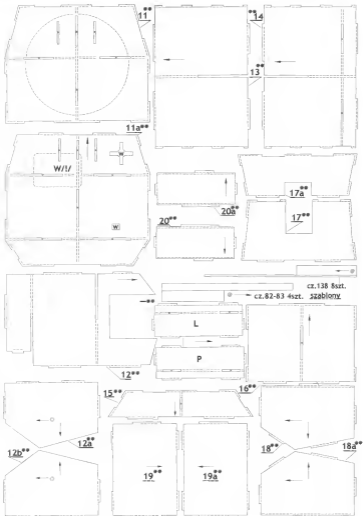 11**
14**
13**
11a**
W/!/
W
17a**
20a**
17**
20**
cz.138 8szt.
cz.82-83 4szt. szablony
L
P
12**
15**
16**
12a**
12b**
18**
18a**
19**
19a**